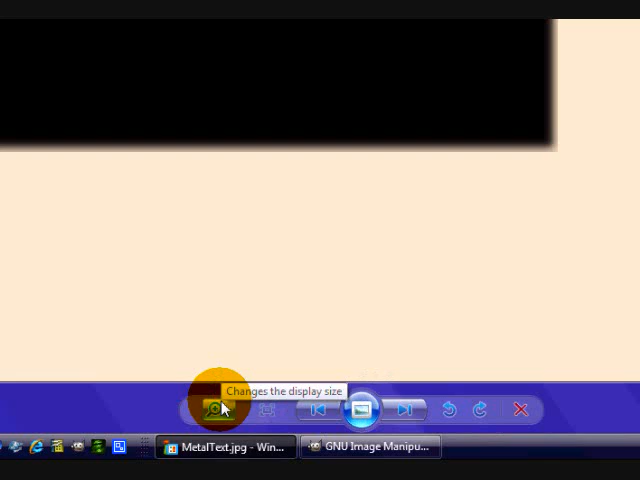 Changes the display size
MetalText.jpg - Win...
GNU Image Manipu...